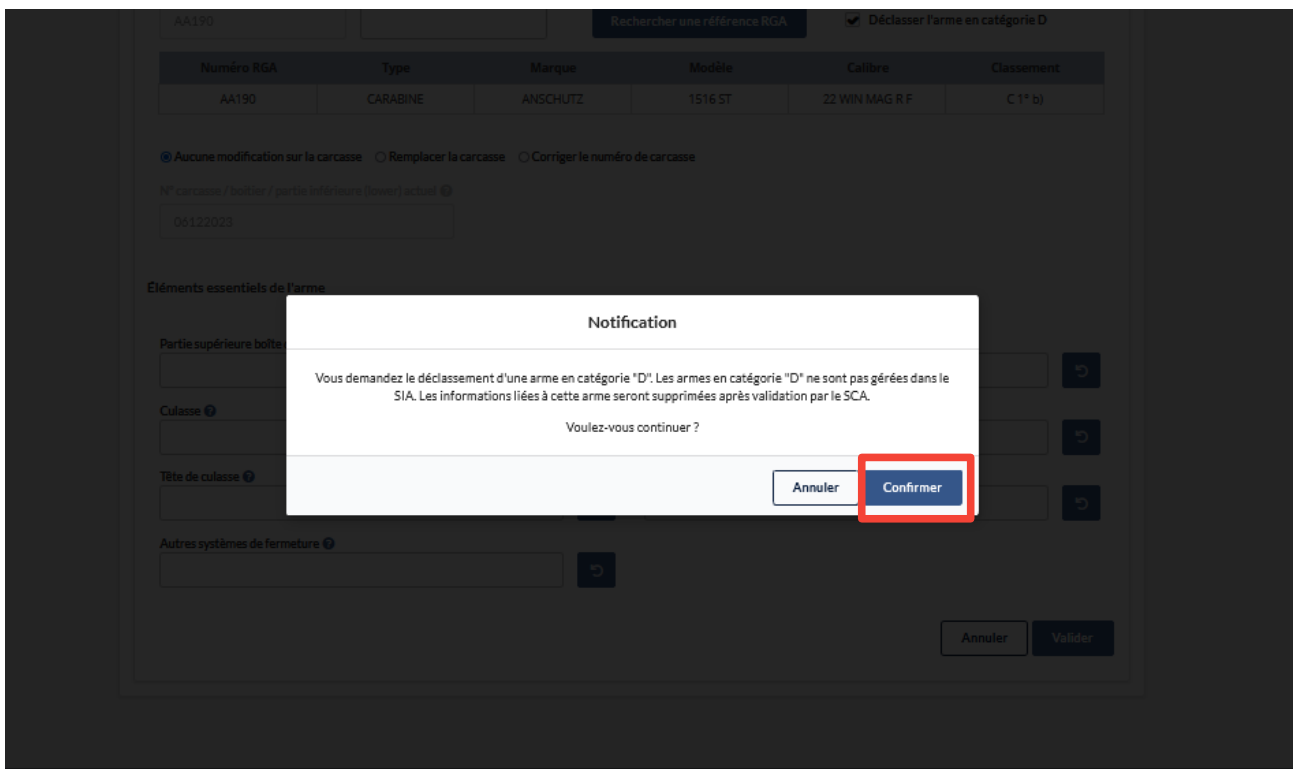 AA190
Rechercher une référence RGA
Déclasser l'arme en catégorie D
Numéro RGA Type Marque Modèle Calibre Classement
AA190 CARABINE ANSCHUTZ 1516 ST 22 WIN MAG R F C 1° b)
Aucune modification sur la carcasse Remplacer la carcasse Corriger le numéro de carcasse
N° carcasse / boîtier / partie inférieure (lower) actuel
06122023
Éléments essentiels de l'arme
Notification
Partie supérieure boîte
Vous demandez le déclassement d'une arme en catégorie "D". Les armes en catégorie "D" ne sont pas gérées dans le
SIA. Les informations liées à cette arme seront supprimées après validation par le SCA.
Voulez-vous continuer ?
Culasse
Tête de culasse
Annuler Confirmer
Autres systèmes de fermeture
Annuler Valider